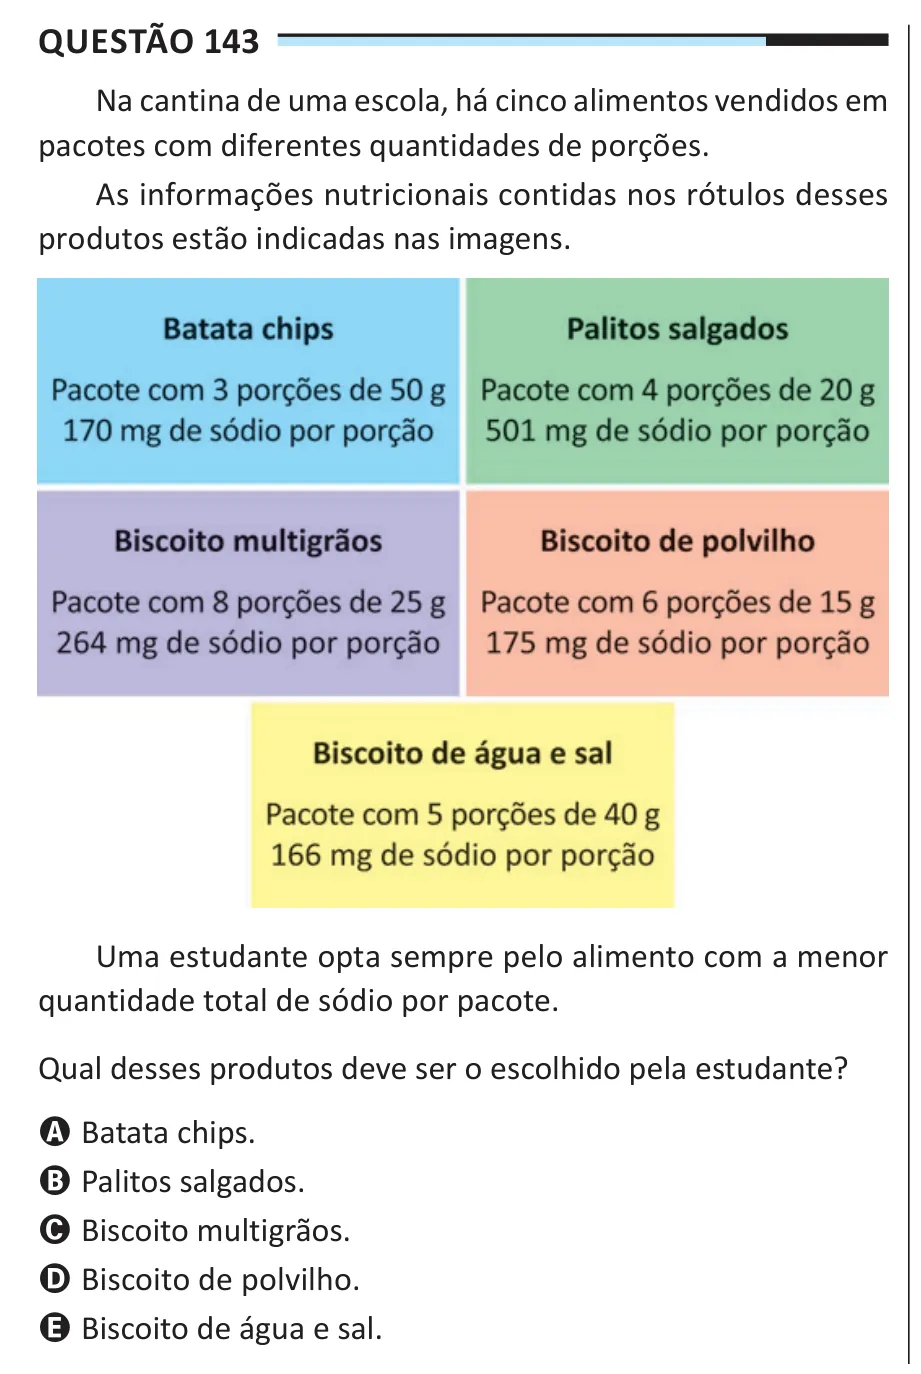 QUESTÃO 143
Na cantina de uma escola, há cinco alimentos vendidos em
pacotes com diferentes quantidades de porções.
As informações nutricionais contidas nos rótulos desses
produtos estão indicadas nas imagens.
Batata chips
Pacote com 3 porções de 50 g
170 mg de sódio por porção
Palitos salgados
Pacote com 4 porções de 20 g
501 mg de sódio por porção
Biscoito multigrãos
Pacote com 8 porções de 25 g
264 mg de sódio por porção
Biscoito de polvilho
Pacote com 6 porções de 15 g
175 mg de sódio por porção
Biscoito de água e sal
Pacote com 5 porções de 40 g
166 mg de sódio por porção
Uma estudante opta sempre pelo alimento com a menor
quantidade total de sódio por pacote.
Qual desses produtos deve ser o escolhido pela estudante?
A Batata chips.
B Palitos salgados.
C Biscoito multigrãos.
D Biscoito de polvilho.
E Biscoito de água e sal.